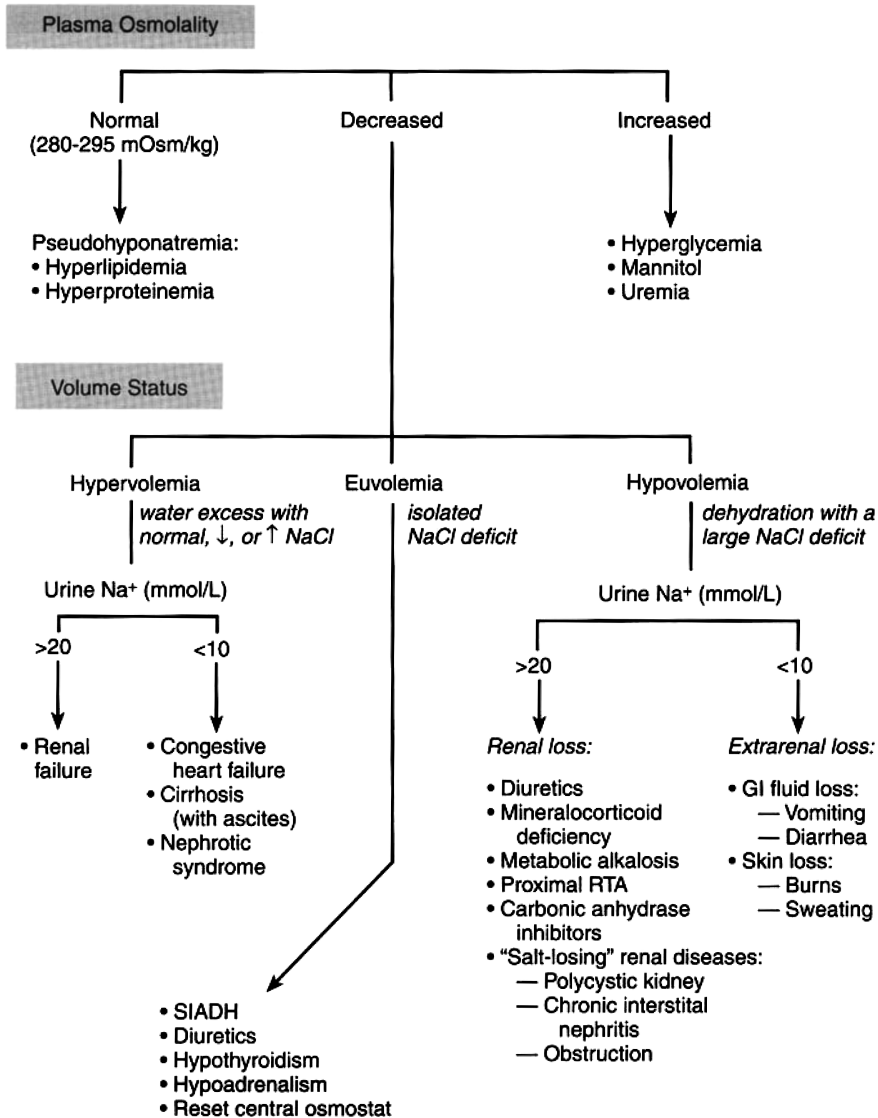 Plasma Osmolality
Normal
(280-295 mOsm/kg)
Decreased
Increased
Pseudohyponatremia:
• Hyperlipidemia
• Hyperproteinemia
• Hyperglycemia
• Mannitol
• Uremia
Volume Status
Hypervolemia
water excess with
normal, ↓, or ↑ NaCl
Urine Na⁺ (mmol/L)
>20
<10
• Renal
failure
• Congestive
heart failure
• Cirrhosis
(with ascites)
• Nephrotic
syndrome
Euvolemia
isolated
NaCl deficit
• SIADH
• Diuretics
• Hypothyroidism
• Hypoadrenalism
• Reset central osmostat
Hypovolemia
dehydration with a
large NaCl deficit
Urine Na⁺ (mmol/L)
>20
<10
Renal loss:
• Diuretics
• Mineralocorticoid
deficiency
• Metabolic alkalosis
• Proximal RTA
• Carbonic anhydrase
inhibitors
• “Salt-losing” renal diseases:
— Polycystic kidney
— Chronic interstital
nephritis
— Obstruction
Extrarenal loss:
• GI fluid loss:
— Vomiting
— Diarrhea
• Skin loss:
— Burns
— Sweating